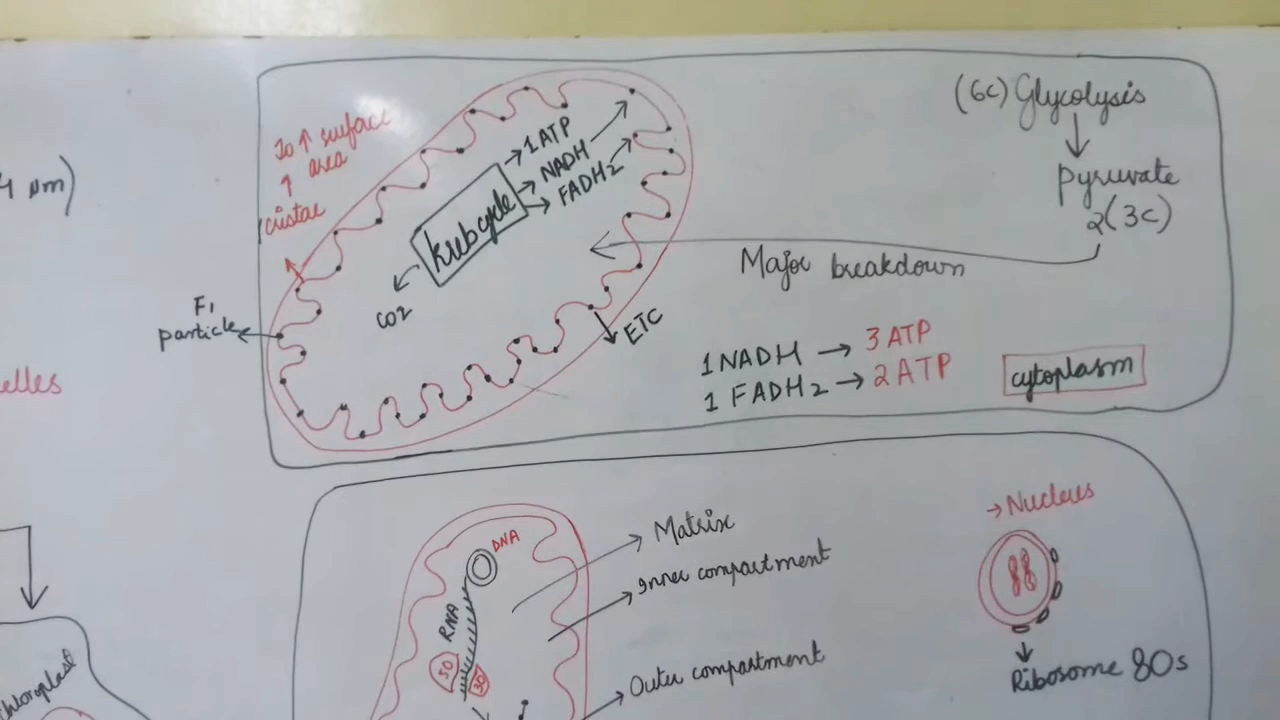 4 µm)
elles
chloroplast
To ↑ surface
area
↑
cristae
F1
particle
kreb cycle
→ 1 ATP
→ NADH
→ FADH2
CO2
ETC
(6C) Glycolysis
pyruvate
2(3C)
Major breakdown
1 NADH → 3 ATP
1 FADH2 → 2 ATP
cytoplasm
DNA
RNA
50
30
Matrix
Inner compartment
Outer compartment
→ Nucleus
Ribosome 80s